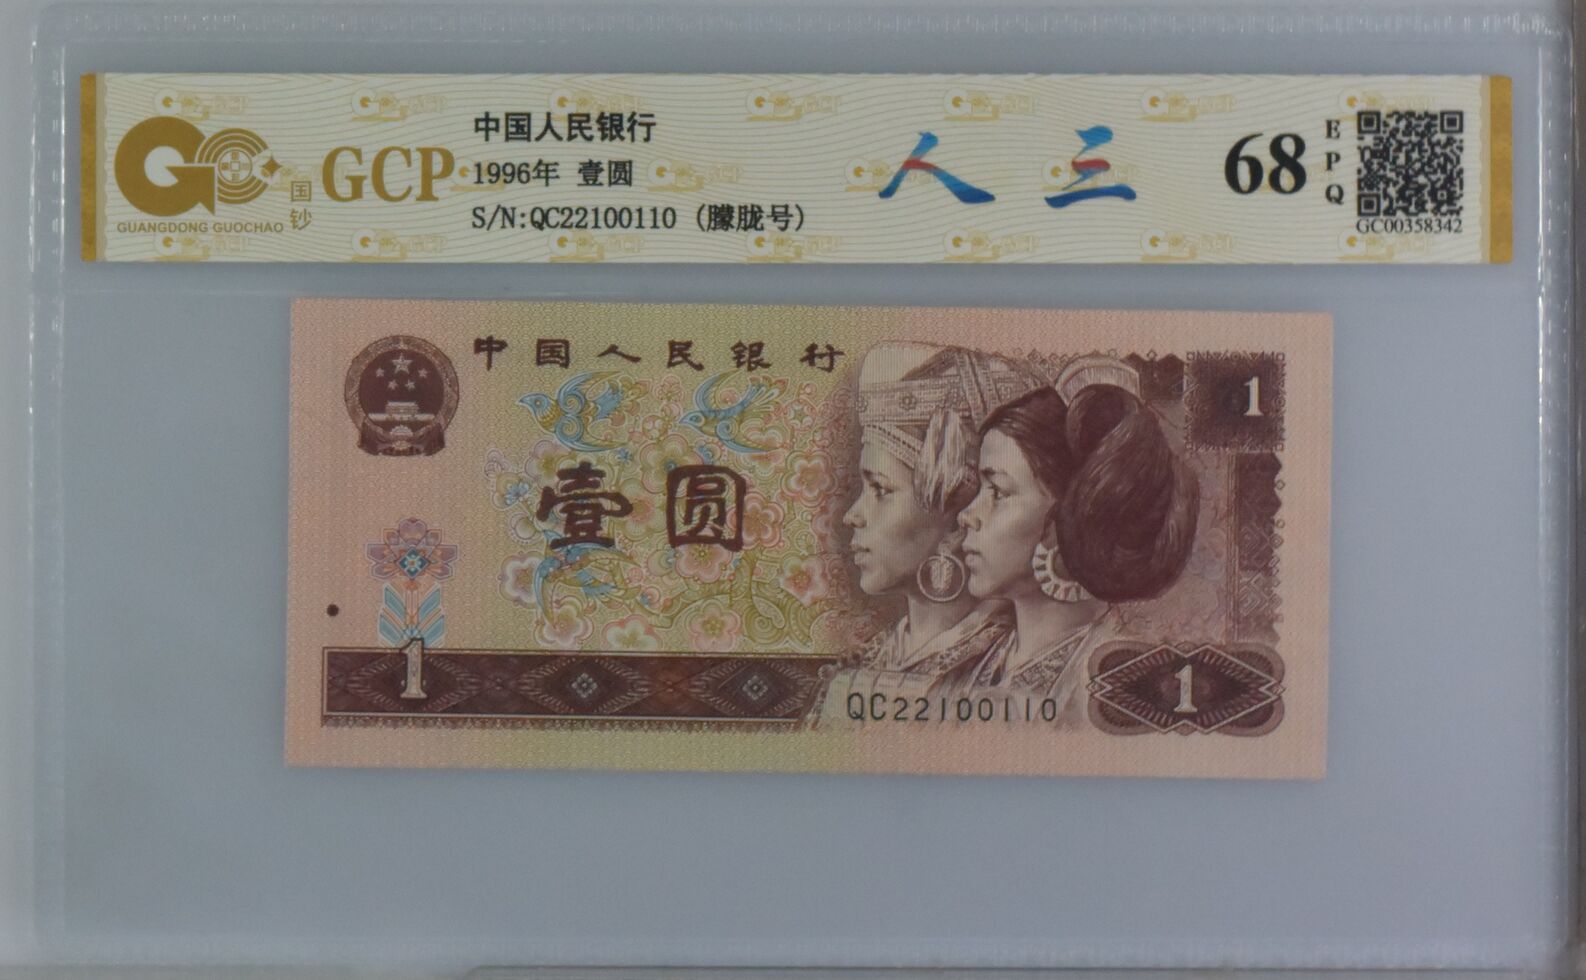 中国人民银行
1996年 壹圆
S/N:QC22100110 (朦胧号)
GCP
国钞
GUANGDONG GUOCHAO
人 三
68
EPQ
GC00358342
中国人民银行
1
壹圆
1
QC22100110
1